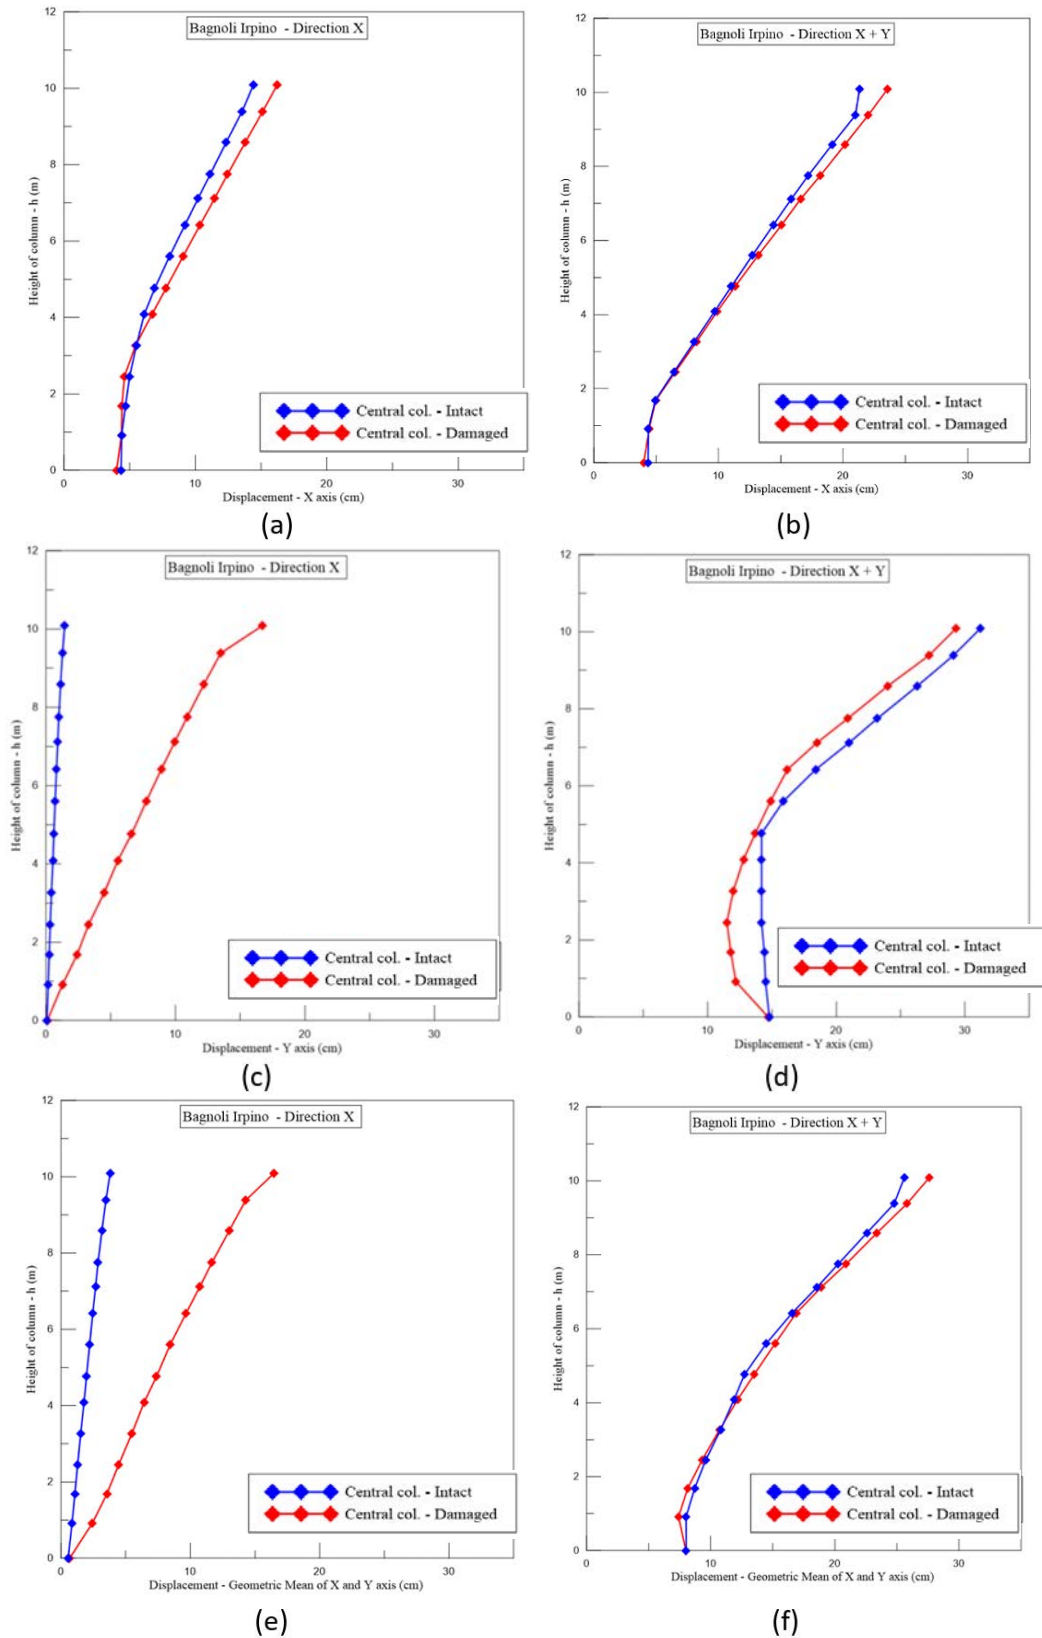 Bagnoli Irpino - Direction X
12
10
8
6
4
2
0
Height of column - h (m)
Central col. - Intact
Central col. - Damaged
0 10 20 30
Displacement - X axis (cm)
(a)
Bagnoli Irpino - Direction X + Y
12
10
8
6
4
2
0
Height of column - h (m)
Central col. - Intact
Central col. - Damaged
0 10 20 30
Displacement - X axis (cm)
(b)
Bagnoli Irpino - Direction X
12
10
8
6
4
2
0
Height of column - h (m)
Central col. - Intact
Central col. - Damaged
0 10 20 30
Displacement - Y axis (cm)
(c)
Bagnoli Irpino - Direction X + Y
12
10
8
6
4
2
0
Height of column - h (m)
Central col. - Intact
Central col. - Damaged
0 10 20 30
Displacement - Y axis (cm)
(d)
Bagnoli Irpino - Direction X
12
10
8
6
4
2
0
Height of column - h (m)
Central col. - Intact
Central col. - Damaged
0 10 20 30
Displacement - Geometric Mean of X and Y axis (cm)
(e)
Bagnoli Irpino - Direction X + Y
12
10
8
6
4
2
0
Height of column - h (m)
Central col. - Intact
Central col. - Damaged
0 10 20 30
Displacement - Geometric Mean of X and Y axis (cm)
(f)